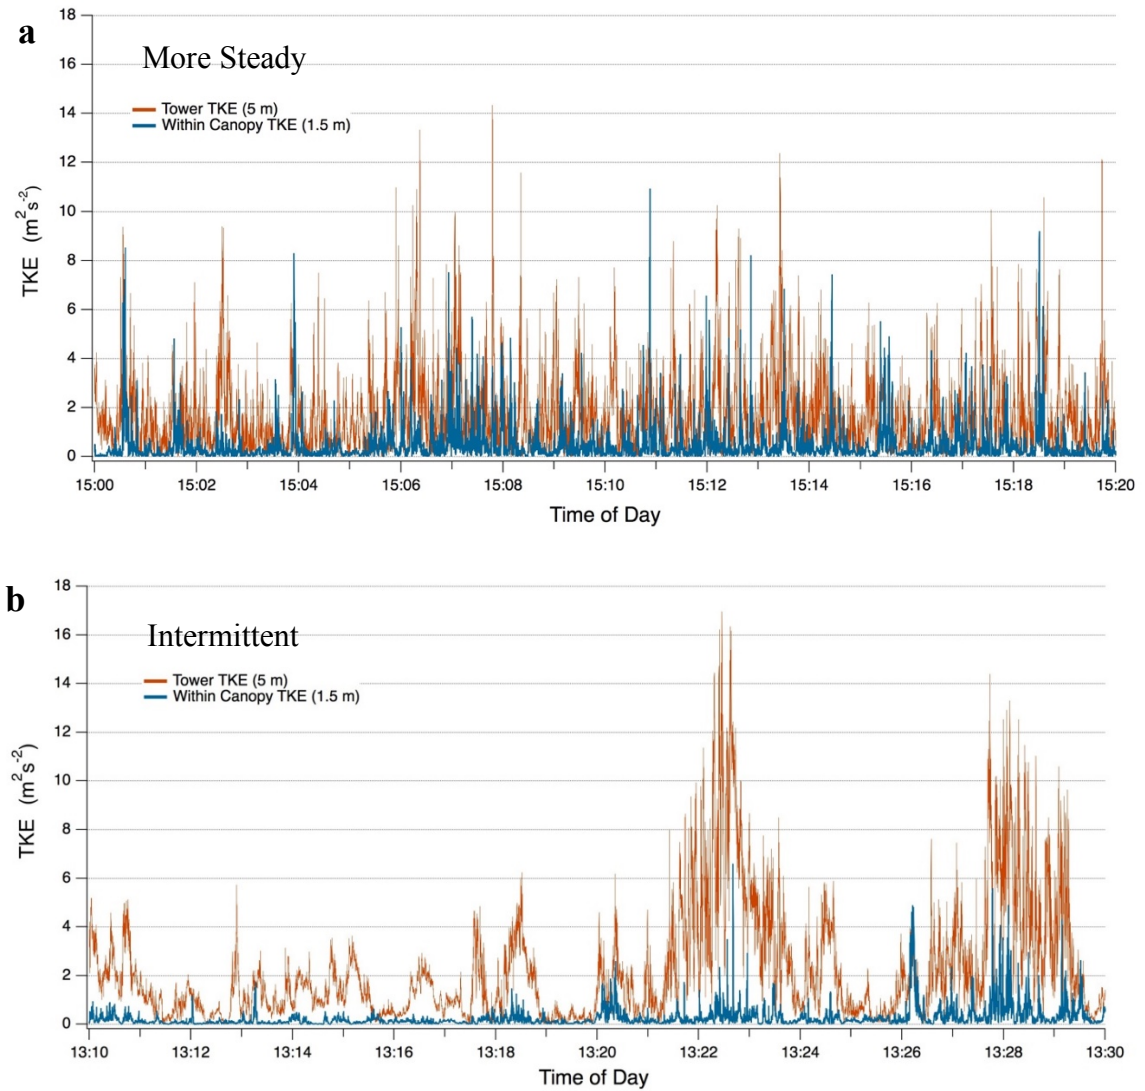 a
More Steady
Tower TKE (5 m)
Within Canopy TKE (1.5 m)
TKE (m²s⁻²)
18
16
14
12
10
8
6
4
2
0
15:00 15:02 15:04 15:06 15:08 15:10 15:12 15:14 15:16 15:18 15:20
Time of Day
b
Intermittent
Tower TKE (5 m)
Within Canopy TKE (1.5 m)
TKE (m²s⁻²)
18
16
14
12
10
8
6
4
2
0
13:10 13:12 13:14 13:16 13:18 13:20 13:22 13:24 13:26 13:28 13:30
Time of Day